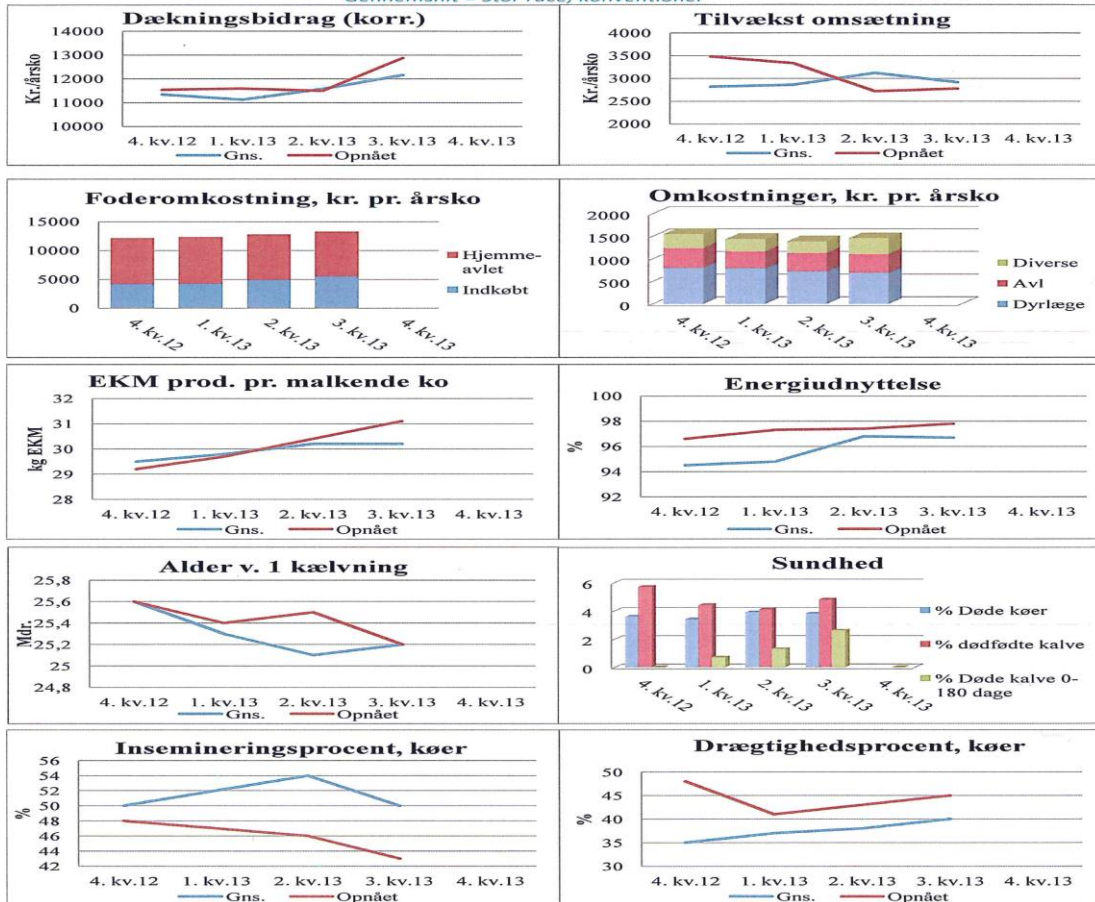 Gennemsnit = stor race, konventionel
Dækningsbidrag (korr.)
Kr./årsko
14000
13000
12000
11000
10000
4. kv.12 1. kv.13 2. kv.13 3. kv.13 4. kv.13
Gns. Opnået
Tilvækst omsætning
Kr./årsko
4000
3500
3000
2500
2000
4. kv.12 1. kv.13 2. kv.13 3. kv.13 4. kv.13
Gns. Opnået
Foderomkostning, kr. pr. årsko
15000
10000
5000
0
4. kv.12 1. kv.13 2. kv.13 3. kv.13 4. kv.13
Hjemme-
avlet
Indkøbt
Omkostninger, kr. pr. årsko
2000
1500
1000
500
0
4. kv.12 1. kv.13 2. kv.13 3. kv.13 4. kv.13
Diverse
Avl
Dyrlæge
EKM prod. pr. malkende ko
kg EKM
32
31
30
29
28
4. kv.12 1. kv.13 2. kv.13 3. kv.13 4. kv.13
Gns. Opnået
Energiudnyttelse
%
100
98
96
94
92
4. kv.12 1. kv.13 2. kv.13 3. kv.13 4. kv.13
Gns. Opnået
Alder v. 1 kælvning
Mdr.
25,8
25,6
25,4
25,2
25
24,8
4. kv.12 1. kv.13 2. kv.13 3. kv.13 4. kv.13
Gns. Opnået
Sundhed
6
4
2
0
4. kv.12 1. kv.13 2. kv.13 3. kv.13 4. kv.13
% Døde køer
% dødfødte kalve
% Døde kalve 0-
180 dage
Insemineringsprocent, køer
%
56
54
52
50
48
46
44
42
4. kv.12 1. kv.13 2. kv.13 3. kv.13 4. kv.13
Gns. Opnået
Drægtighedsprocent, køer
%
50
40
30
4. kv.12 1. kv.13 2. kv.13 3. kv.13 4. kv.13
Gns. Opnået